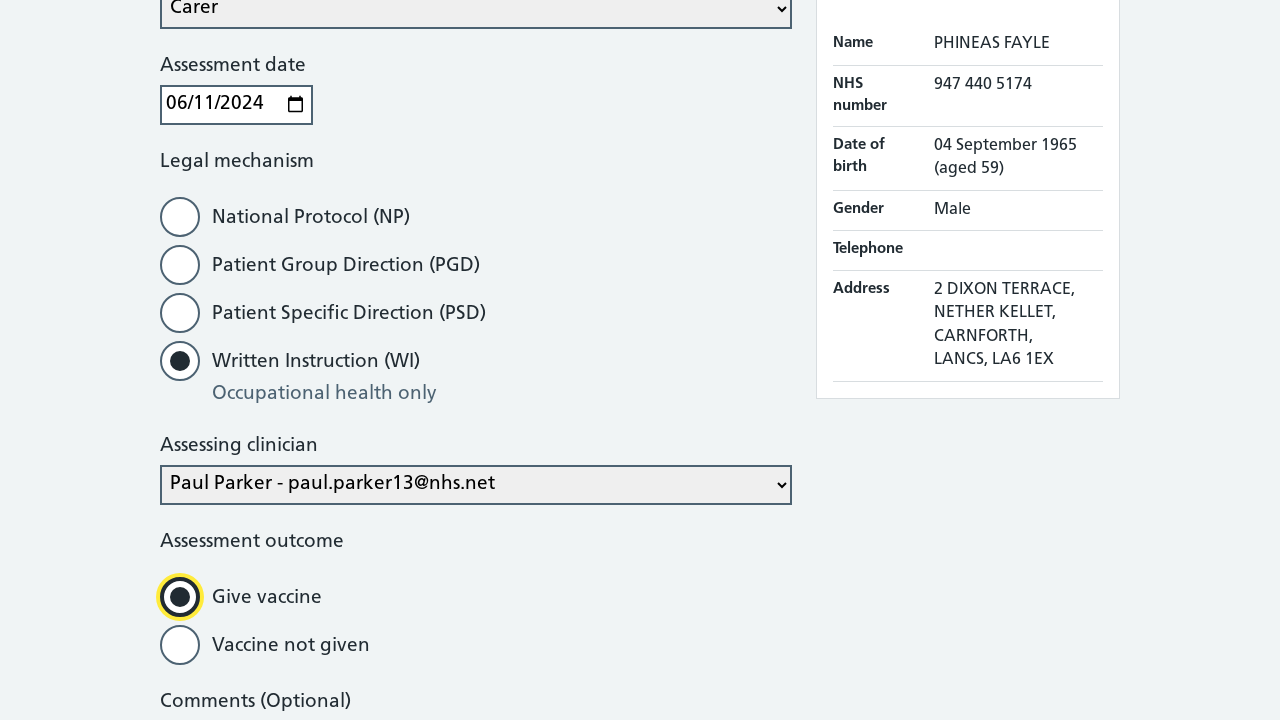 Carer
Assessment date
06/11/2024
Legal mechanism
National Protocol (NP)
Patient Group Direction (PGD)
Patient Specific Direction (PSD)
Written Instruction (WI)
Occupational health only
Assessing clinician
Paul Parker - paul.parker13@nhs.net
Assessment outcome
Give vaccine
Vaccine not given
Comments (Optional)
Name PHINEAS FAYLE
NHS number 947 440 5174
Date of birth 04 September 1965
(aged 59)
Gender Male
Telephone
Address 2 DIXON TERRACE,
NETHER KELLET,
CARNFORTH,
LANCS, LA6 1EX